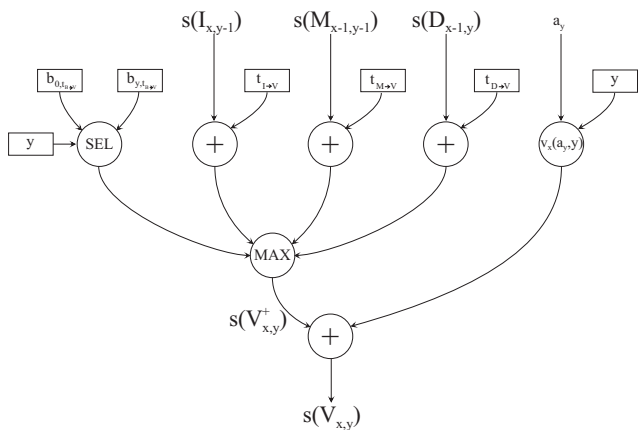 s(I_{x,y-1}) s(M_{x-1,y-1}) s(D_{x-1,y}) a_y
b_{0,t_{B→V}} b_{y,t_{B→V}} t_{I→V} t_{M→V} t_{D→V} y
y SEL + + + v_x(a_y,y)
MAX
s(V^+_{x,y}) +
s(V_{x,y})